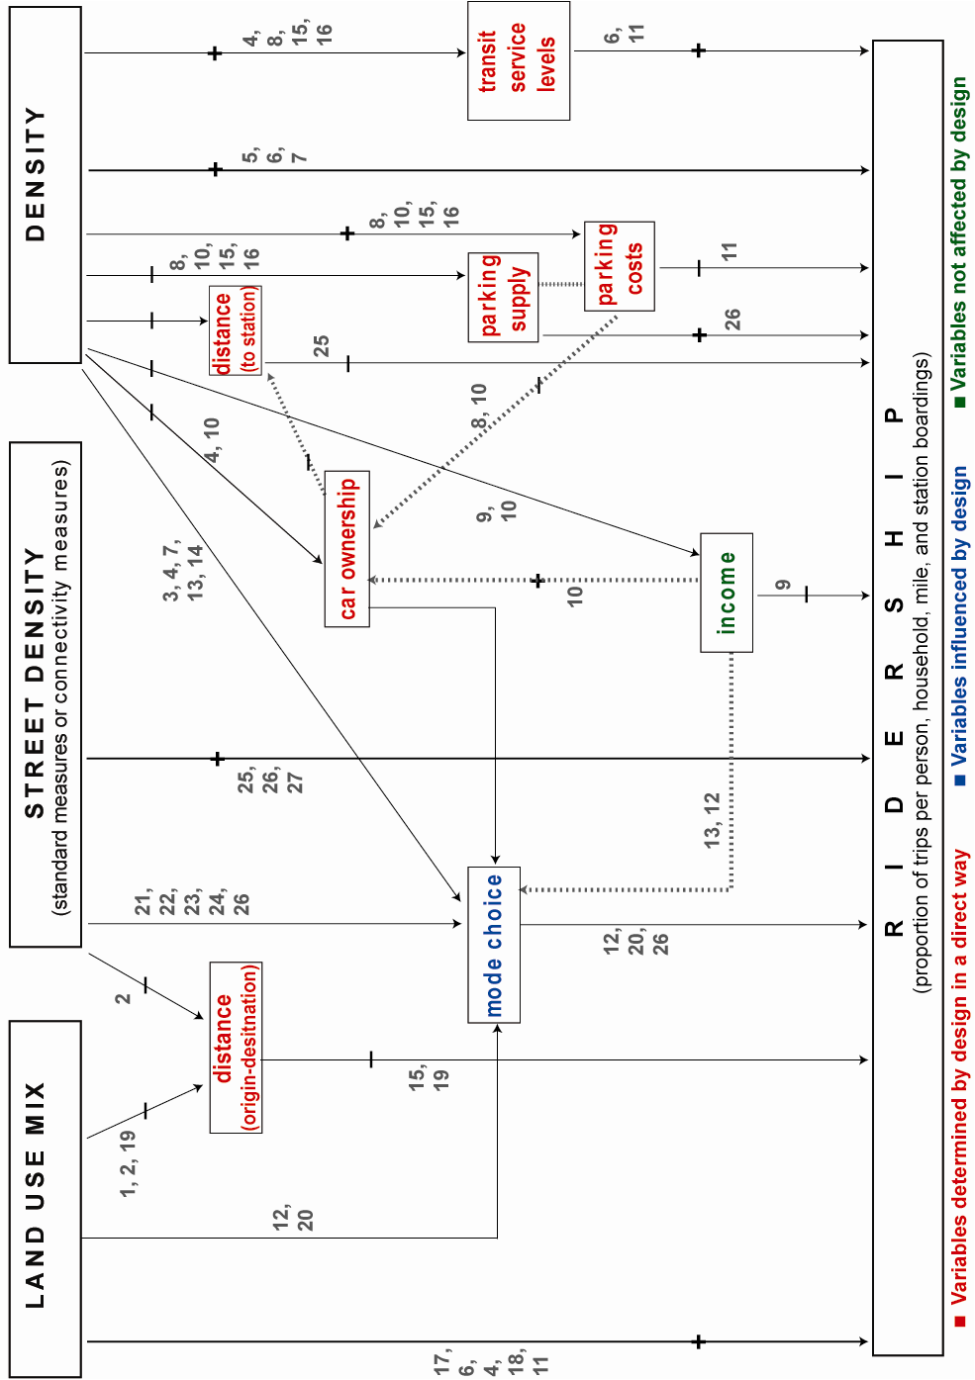 LAND USE MIX
STREET DENSITY
(standard measures or connectivity measures)
DENSITY
1, 2, 19
2
21,
22,
23,
24,
26
3, 4, 7,
13, 14
4, 10
8,
10,
15,
16
8,
10,
15,
16
5,
6,
7
4,
8,
15,
16
12,
20
distance
(origin-desitnation)
25,
26,
27
distance
(to station)
25
car ownership
17,
6,
4,
18,
11
15,
19
mode choice
10
9,
10
8, 10
parking
supply
parking
costs
transit
service
levels
12,
20,
26
13, 12
income
9
26
11
6,
11
R I D E R S H I P
(proportion of trips per person, household, mile, and station boardings)
Variables determined by design in a direct way
Variables influenced by design
Variables not affected by design